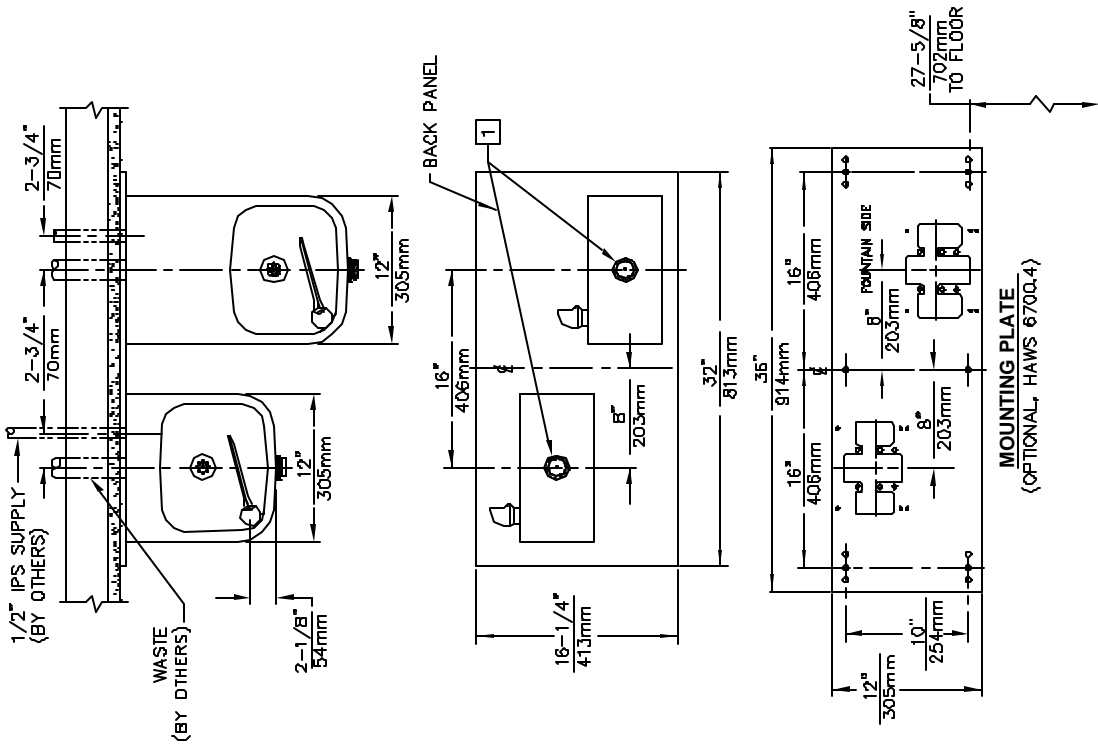 1/2" IPS SUPPLY
(BY OTHERS)
WASTE
(BY OTHERS)
2-3/4"
70mm
2-3/4"
70mm
2-1/8"
54mm
12"
305mm
12"
305mm
BACK PANEL
1
16"
406mm
℄
8"
203mm
16-1/4"
413mm
32"
813mm
36"
914mm
16"
406mm
16"
406mm
℄
FOUNTAIN SIDE
8"
203mm
8"
203mm
10"
254mm
12"
305mm
27-5/8"
702mm
TO FLOOR
MOUNTING PLATE
(OPTIONAL, HAWS 6700.4)